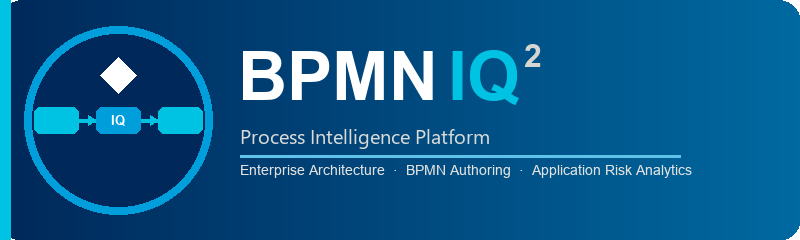 IQ
BPMN IQ²
Process Intelligence Platform
Enterprise Architecture · BPMN Authoring · Application Risk Analytics